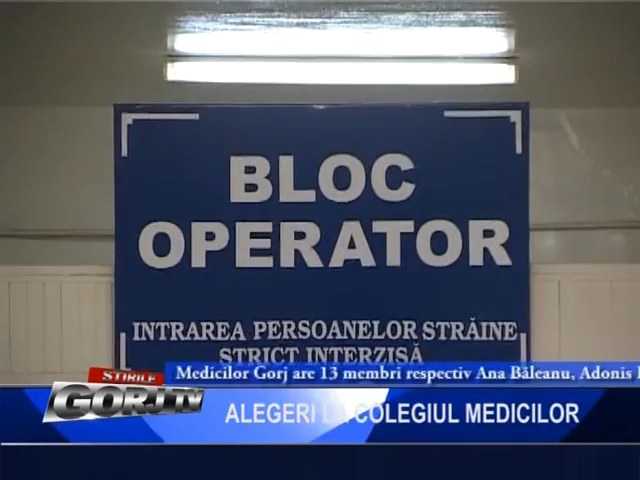 BLOC
OPERATOR
INTRAREA PERSOANELOR STRĂINE
STRICT INTERZISĂ
Medicilor Gorj are 13 membri respectiv Ana Băleanu, Adonis
STIRILE
GORJ TV
ALEGERI LA COLEGIUL MEDICILOR